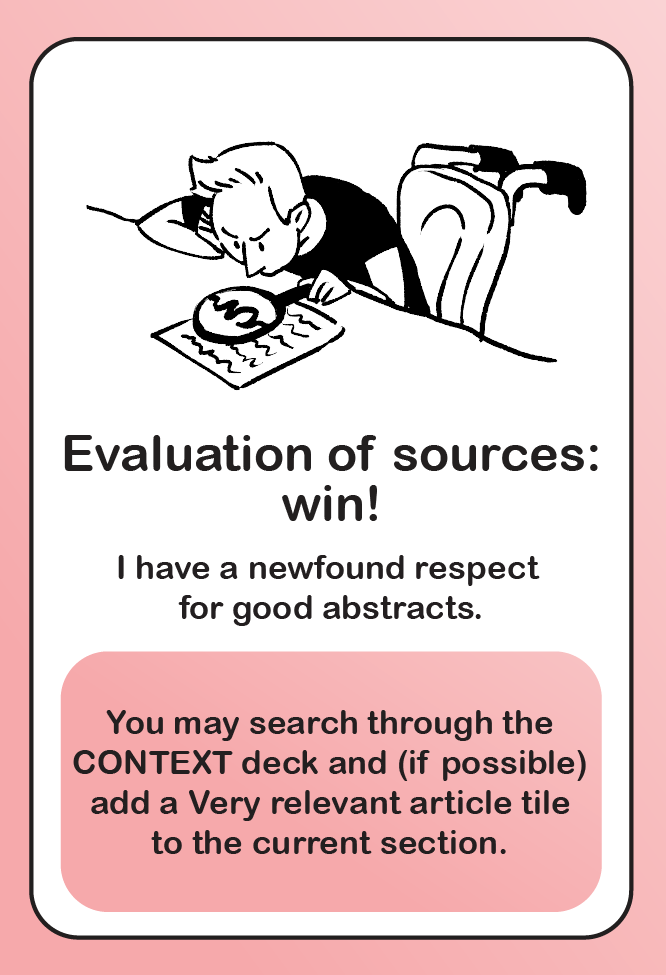 Evaluation of sources:
win!
I have a newfound respect
for good abstracts.
You may search through the
CONTEXT deck and (if possible)
add a Very relevant article tile
to the current section.